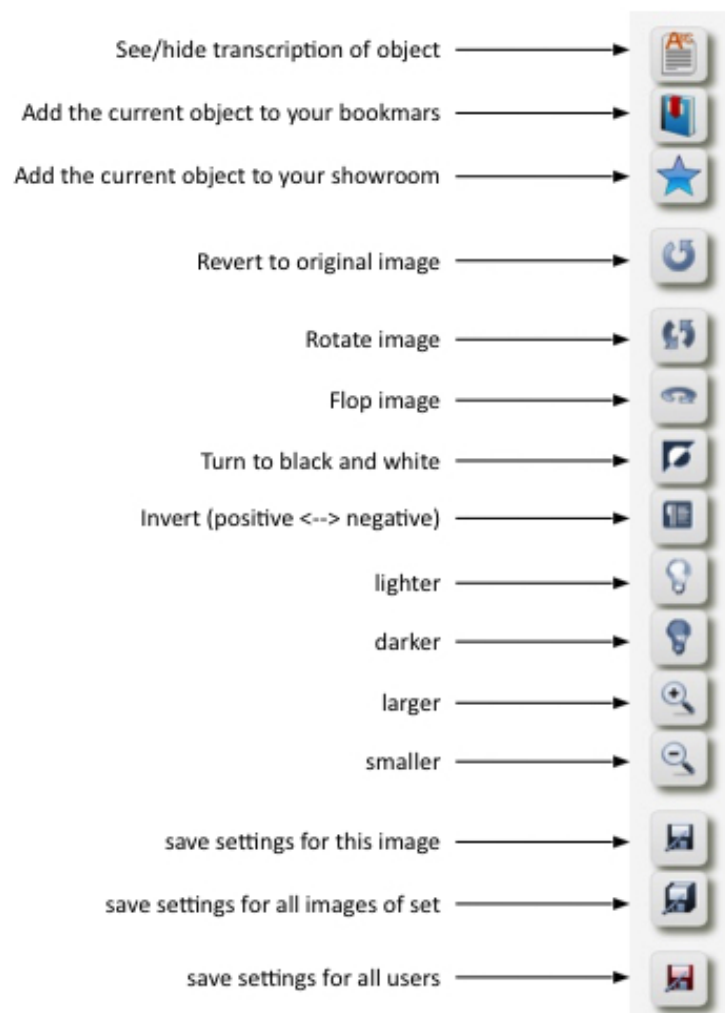 See/hide transcription of object
Add the current object to your bookmars
Add the current object to your showroom
Revert to original image
Rotate image
Flop image
Turn to black and white
Invert (positive <--> negative)
lighter
darker
larger
smaller
save settings for this image
save settings for all images of set
save settings for all users